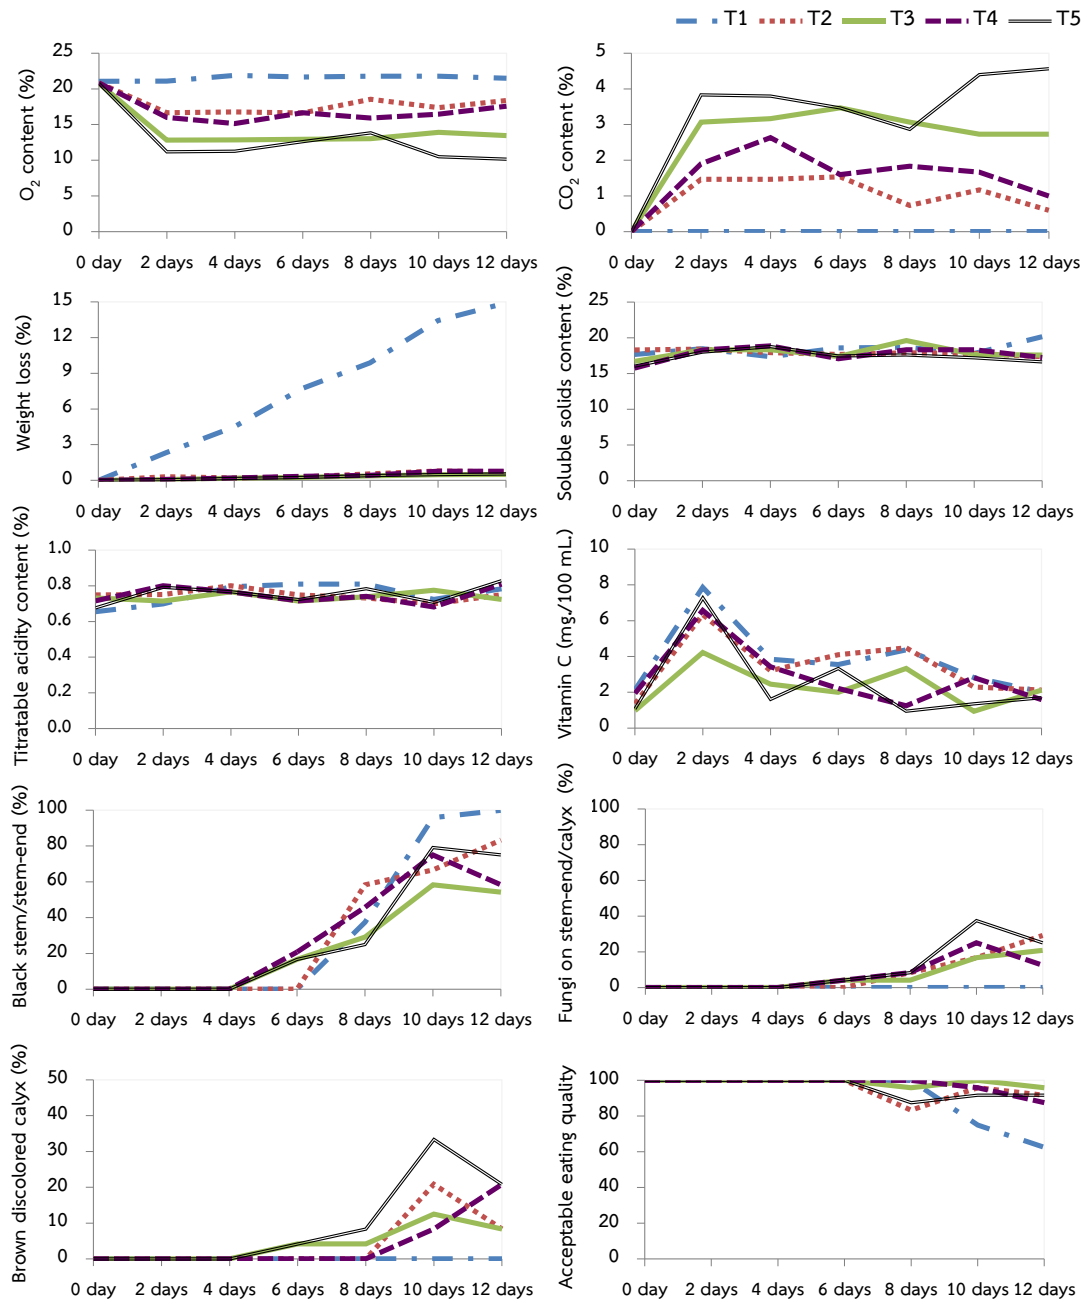 T1 T2 T3 T4 T5
O2 content (%)
25
20
15
10
5
0
0 day 2 days 4 days 6 days 8 days 10 days 12 days
CO2 content (%)
5
4
3
2
1
0
0 day 2 days 4 days 6 days 8 days 10 days 12 days
Weight loss (%)
15
12
9
6
3
0
0 day 2 days 4 days 6 days 8 days 10 days 12 days
Soluble solids content (%)
25
20
15
10
5
0
0 day 2 days 4 days 6 days 8 days 10 days 12 days
Titratable acidity content (%)
1.0
0.8
0.6
0.4
0.2
0.0
0 day 2 days 4 days 6 days 8 days 10 days 12 days
Vitamin C (mg./100 mL.)
10
8
6
4
2
0
0 day 2 days 4 days 6 days 8 days 10 days 12 days
Black stem/stem-end (%)
100
80
60
40
20
0
0 day 2 days 4 days 6 days 8 days 10 days 12 days
Fungi on stem-end/calyx (%)
100
80
60
40
20
0
0 day 2 days 4 days 6 days 8 days 10 days 12 days
Brown discolored calyx (%)
50
40
30
20
10
0
0 day 2 days 4 days 6 days 8 days 10 days 12 days
Acceptable eating quality
100
80
60
40
20
0
0 day 2 days 4 days 6 days 8 days 10 days 12 days